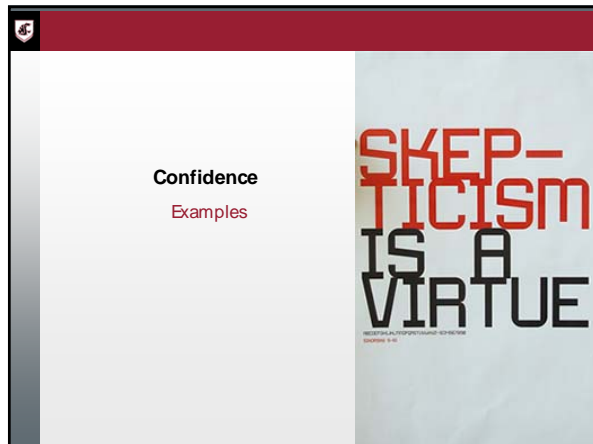 Confidence
Examples
SKEP-
TICISM
IS A
VIRTUE